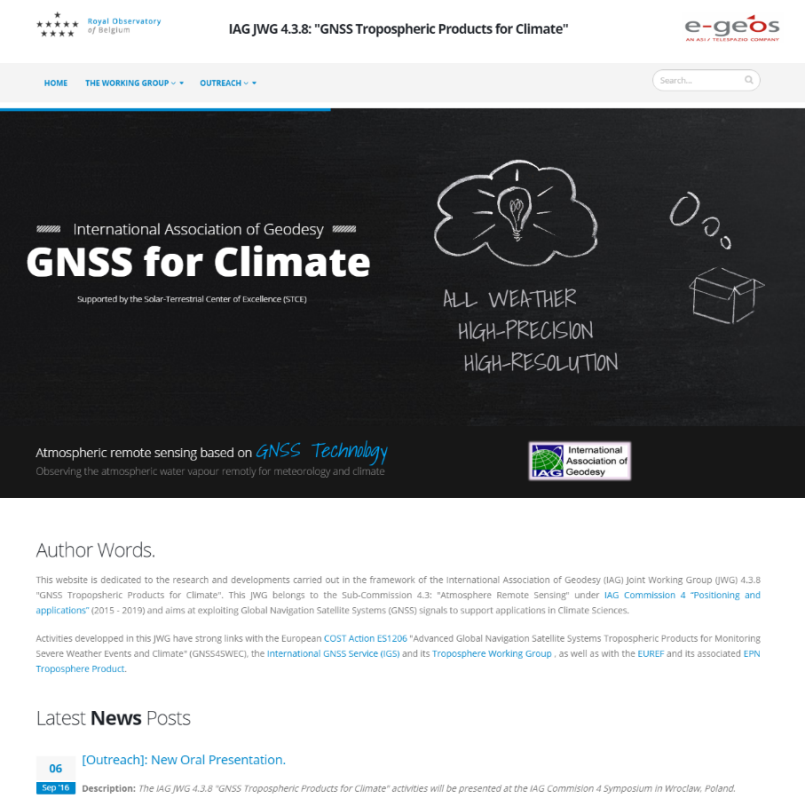 Royal Observatory
of Belgium
IAG JWG 4.3.8: "GNSS Tropospheric Products for Climate"
e-geos
AN ASI / TELESPAZIO COMPANY
HOME THE WORKING GROUP OUTREACH
Search...
International Association of Geodesy
GNSS for Climate
Supported by the Solar-Terrestrial Center of Excellence (STCE)
ALL WEATHER
HIGH-PRECISION
HIGH-RESOLUTION
Atmospheric remote sensing based on GNSS Technology
Observing the atmospheric water vapour remotly for meteorology and climate
International
Association of
Geodesy
IAG
Author Words.
This website is dedicated to the research and developments carried out in the framework of the International Association of Geodesy (IAG) Joint Working Group (JWG) 4.3.8
"GNSS Tropopsheric Products for Climate". This JWG belongs to the Sub-Commission 4.3: "Atmosphere Remote Sensing" under IAG Commission 4 "Positioning and
applications" (2015 - 2019) and aims at exploiting Global Navigation Satellite Systems (GNSS) signals to support applications in Climate Sciences.
Activities developped in this JWG have strong links with the European COST Action ES1206 "Advanced Global Navigation Satellite Systems Tropospheric Products for Monitoring
Severe Weather Events and Climate" (GNSS4SWEC), the International GNSS Service (IGS) and its Troposphere Working Group , as well as with the EUREF and its associated EPN
Troposphere Product.
Latest News Posts
06
Sep '16
[Outreach]: New Oral Presentation.
Description: The IAG JWG 4.3.8 "GNSS Tropospheric Products for Climate" activities will be presented at the IAG Commision 4 Symposium in Wroclaw, Poland.